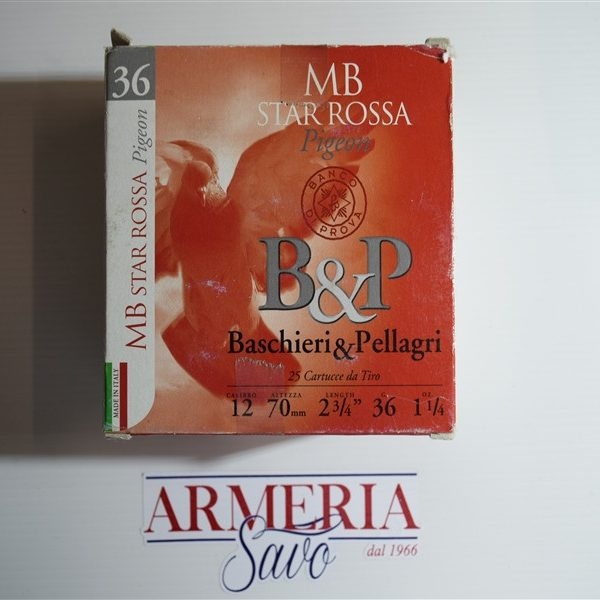 36
MB STAR ROSSA Pigeon
MADE IN ITALY
MB
STAR ROSSA
Pigeon
BANCO
DI PROVA
B&P
Baschieri&Pellagri
25 Cartucce da Tiro
CALIBRO ALTEZZA LENGTH G. OZ.
12 70mm 2 3/4" 36 1 1/4
ARMERIA
Savo
dal 1966